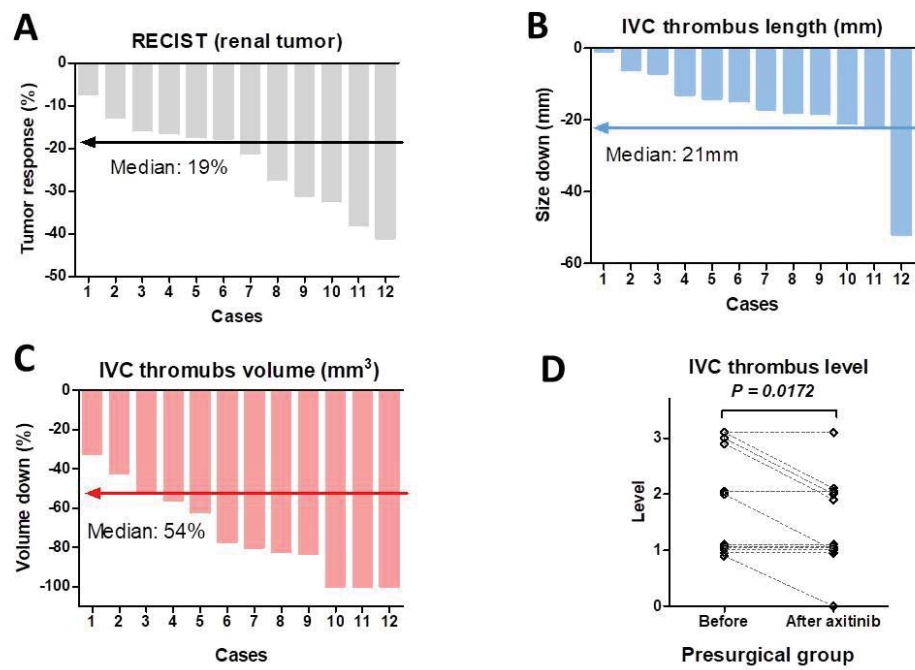 A
RECIST (renal tumor)
Tumor response (%)
0
-10
-20
-30
-40
-50
Median: 19%
1 2 3 4 5 6 7 8 9 10 11 12
Cases
B
IVC thrombus length (mm)
Size down (mm)
0
-20
-40
-60
Median: 21mm
1 2 3 4 5 6 7 8 9 10 11 12
Cases
C
IVC thromubs volume (mm³)
Volume down (%)
0
-20
-40
-60
-80
-100
Median: 54%
1 2 3 4 5 6 7 8 9 10 11 12
Cases
D
IVC thrombus level
P = 0.0172
Level
3
2
1
0
Before After axitinib
Presurgical group